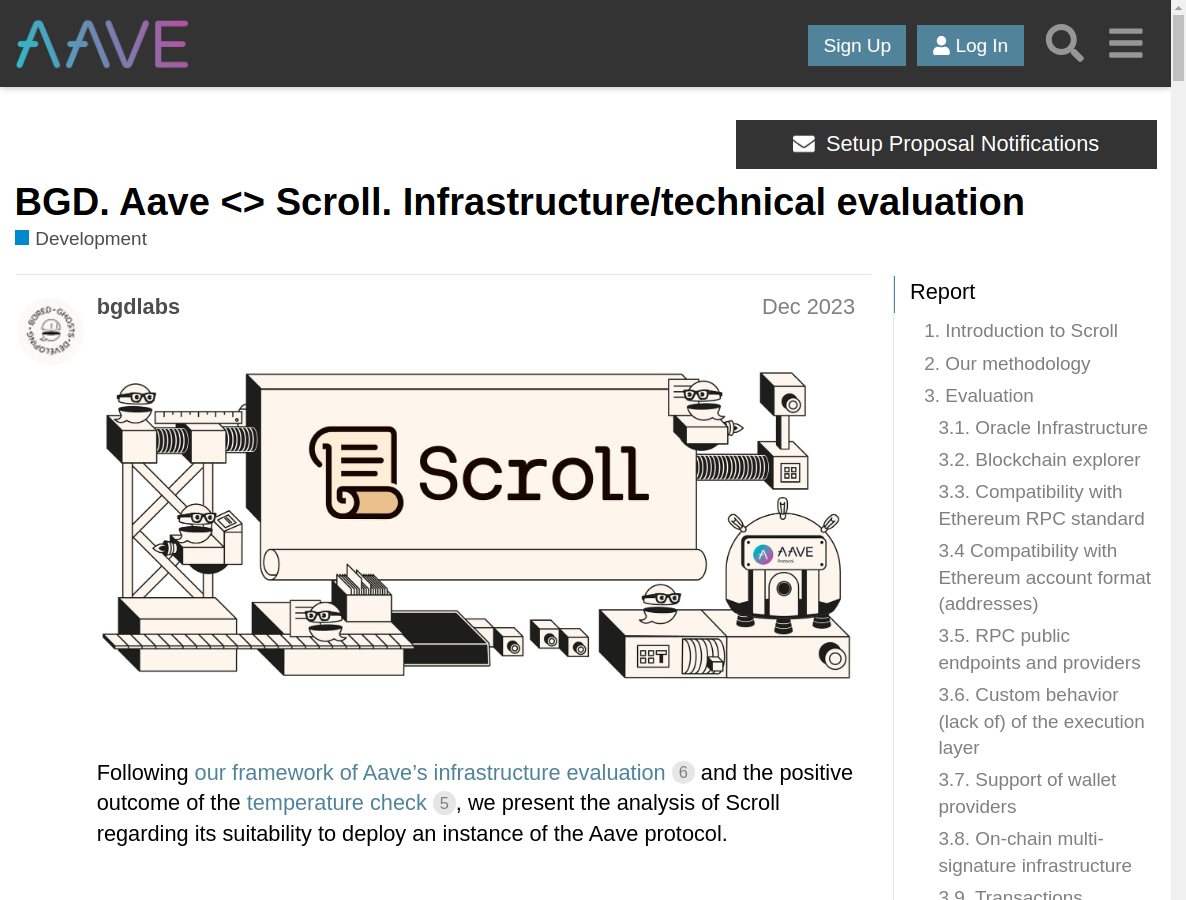 AAVE
Sign Up
Log In
Setup Proposal Notifications
BGD. Aave <> Scroll. Infrastructure/technical evaluation
Development
bgdlabs
Dec 2023
BORED · GHOSTS · DEVELOPING ·
Scroll
AAVE
Protocol
Following our framework of Aave’s infrastructure evaluation 6 and the positive
outcome of the temperature check 5, we present the analysis of Scroll
regarding its suitability to deploy an instance of the Aave protocol.
Report
1. Introduction to Scroll
2. Our methodology
3. Evaluation
3.1. Oracle Infrastructure
3.2. Blockchain explorer
3.3. Compatibility with
Ethereum RPC standard
3.4 Compatibility with
Ethereum account format
(addresses)
3.5. RPC public
endpoints and providers
3.6. Custom behavior
(lack of) of the execution
layer
3.7. Support of wallet
providers
3.8. On-chain multi-
signature infrastructure
3.9. Transactions